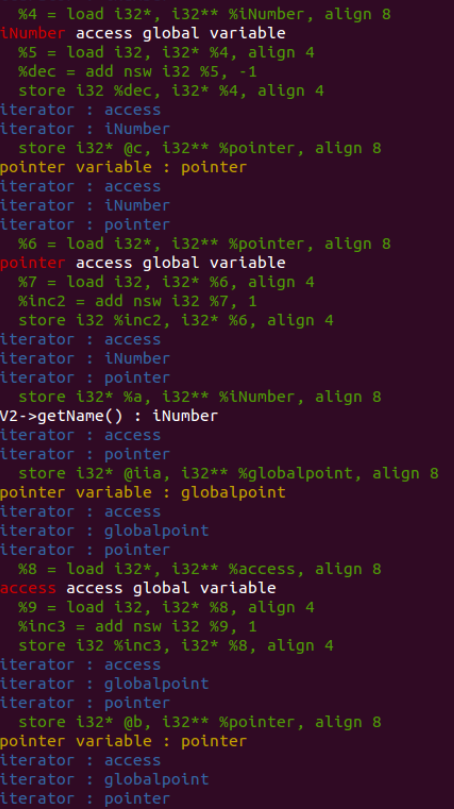 %4 = load i32*, i32** %iNumber, align 8
iNumber access global variable
%5 = load i32, i32* %4, align 4
%dec = add nsw i32 %5, -1
store i32 %dec, i32* %4, align 4
iterator : access
iterator : iNumber
store i32* @c, i32** %pointer, align 8
pointer variable : pointer
iterator : access
iterator : iNumber
iterator : pointer
%6 = load i32*, i32** %pointer, align 8
pointer access global variable
%7 = load i32, i32* %6, align 4
%inc2 = add nsw i32 %7, 1
store i32 %inc2, i32* %6, align 4
iterator : access
iterator : iNumber
iterator : pointer
store i32* %a, i32** %iNumber, align 8
V2->getName() : iNumber
iterator : access
iterator : pointer
store i32* @iia, i32** %globalpoint, align 8
pointer variable : globalpoint
iterator : access
iterator : globalpoint
iterator : pointer
%8 = load i32*, i32** %access, align 8
access access global variable
%9 = load i32, i32* %8, align 4
%inc3 = add nsw i32 %9, 1
store i32 %inc3, i32* %8, align 4
iterator : access
iterator : globalpoint
iterator : pointer
store i32* @b, i32** %pointer, align 8
pointer variable : pointer
iterator : access
iterator : globalpoint
iterator : pointer